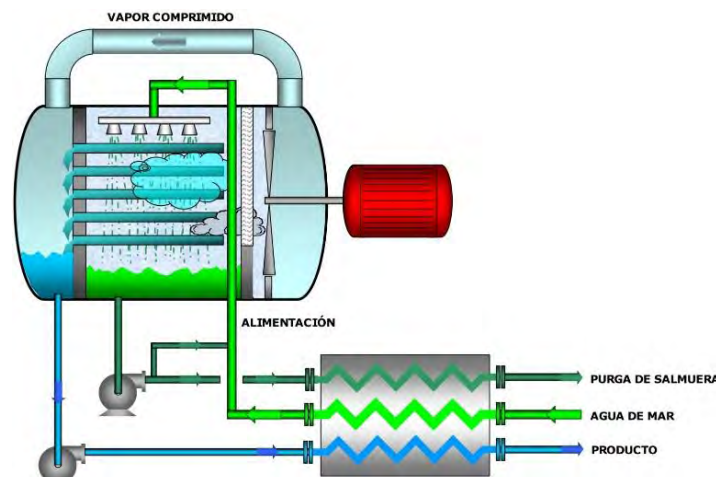 VAPOR COMPRIMIDO
ALIMENTACIÓN
PURGA DE SALMUERA
AGUA DE MAR
PRODUCTO